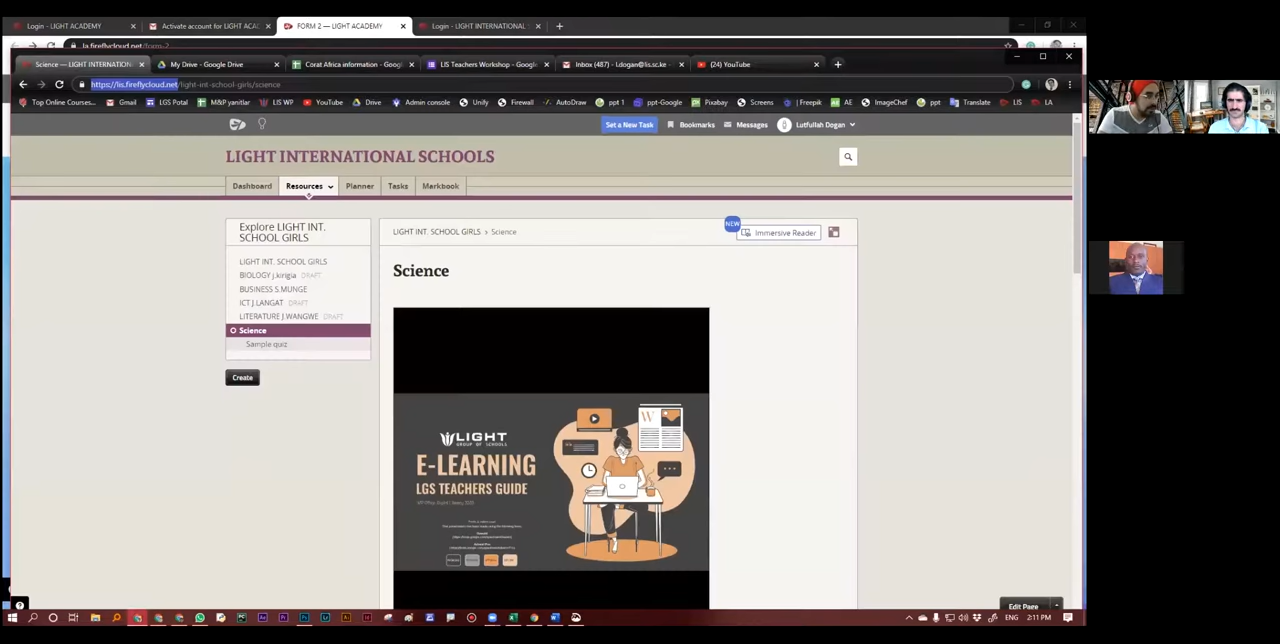 Login - LIGHT ACADEMY
Activate account for LIGHT ACA
FORM 2 — LIGHT ACADEMY
Login - LIGHT INTERNATIONAL
la.fireflycloud.net/form-2
Science — LIGHT INTERNATION
My Drive - Google Drive
Corat Africa information - Goog
LIS Teachers Workshop - Google
Inbox (487) - l.dogan@lis.sc.ke
(24) YouTube
https://lis.fireflycloud.net/light-int-school-girls/science
Top Online Courses...
Gmail
LGS Potal
M&P yanitlar
LIS WP
YouTube
Drive
Admin console
Unify
Firewall
AutoDraw
ppt 1
ppt-Google
Pixabay
Screens
Freepik
AE
ImageChef
ppt
Translate
LIS
LA
Set a New Task
Bookmarks
Messages
Lutfullah Dogan
LIGHT INTERNATIONAL SCHOOLS
Dashboard
Resources
Planner
Tasks
Markbook
Explore LIGHT INT.
SCHOOL GIRLS
LIGHT INT. SCHOOL GIRLS
BIOLOGY j.kirigia DRAFT
BUSINESS S.MUNGE
ICT J.LANGAT DRAFT
LITERATURE J.WANGWE DRAFT
Science
Sample quiz
Create
LIGHT INT. SCHOOL GIRLS › Science
NEW
Immersive Reader
Science
LIGHT
GROUP OF SCHOOLS
E-LEARNING
LGS TEACHERS GUIDE
W
Edit Page
ENG
2:11 PM